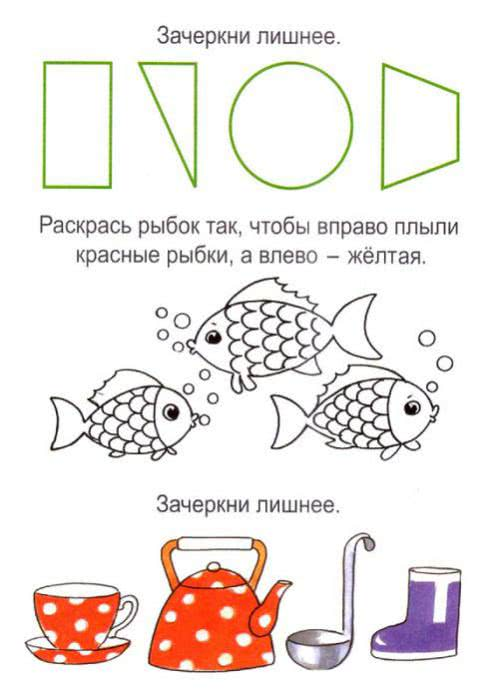 Зачеркни лишнее.
Раскрась рыбок так, чтобы вправо плыли
красные рыбки, а влево – жёлтая.
Зачеркни лишнее.